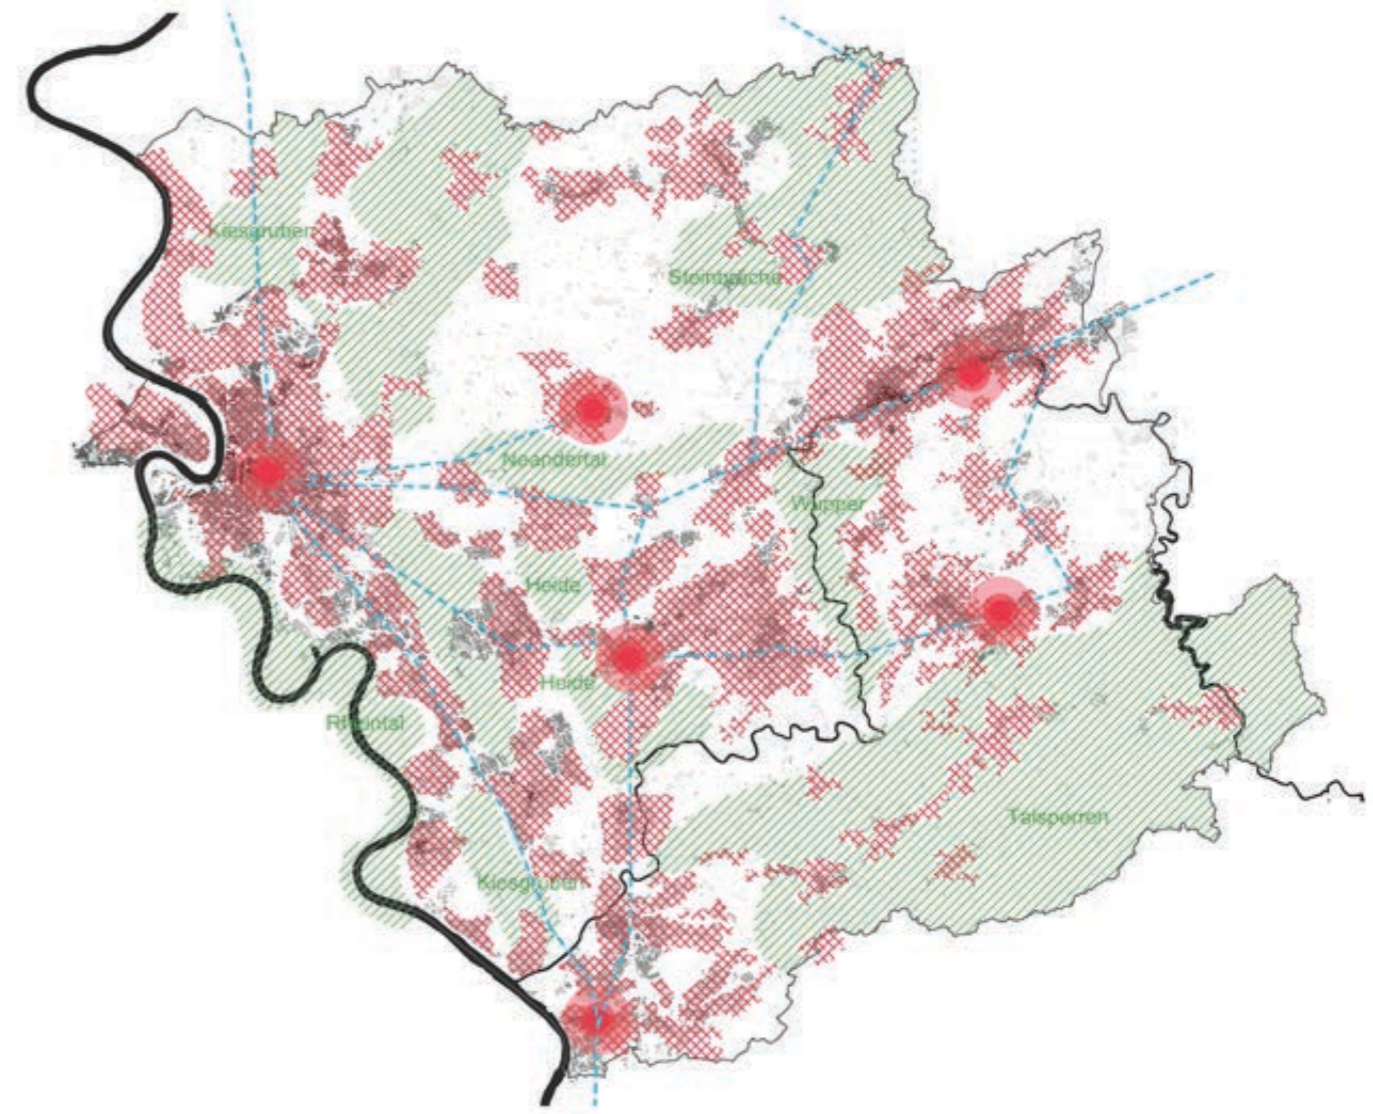 Kiesgruben
Steinbrüche
Neandertal
Wupper
Heide
Heide
Rheintal
Talsperren
Kiesgruben